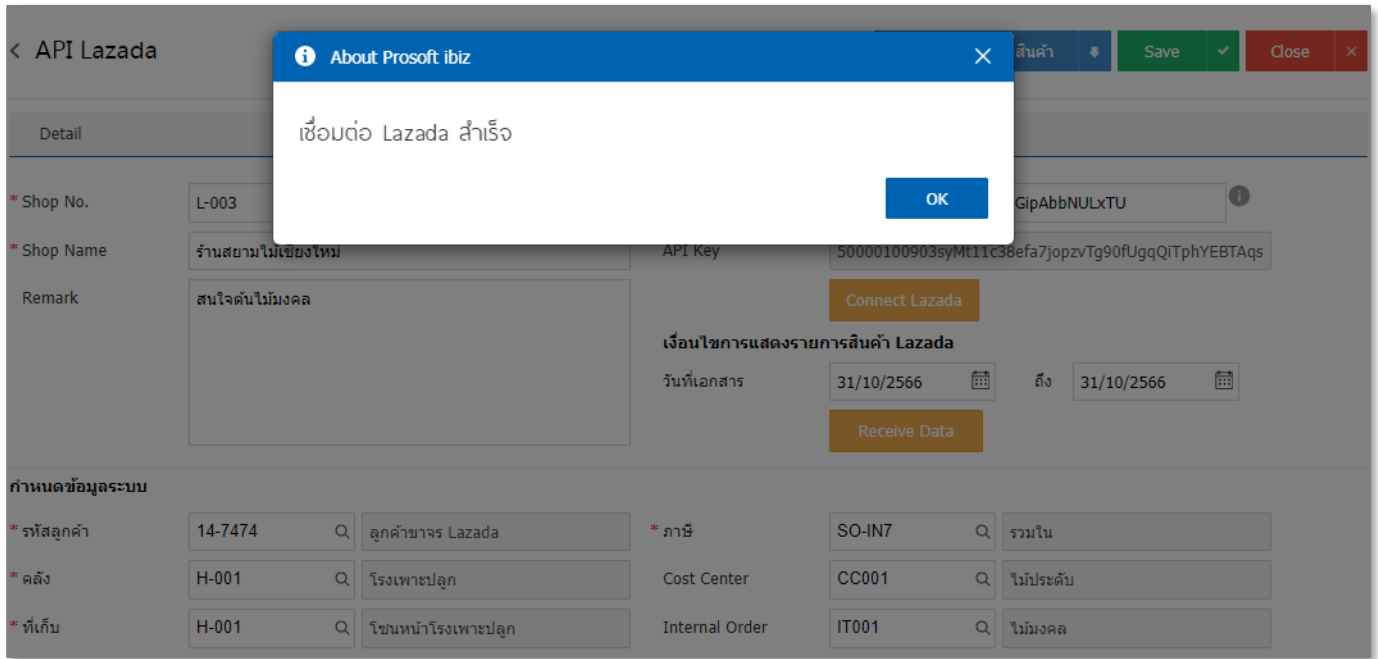 API Lazada
About Prosoft ibiz
สินค้า
Save
Close
เชื่อมต่อ Lazada สำเร็จ
OK
Detail
* Shop No. L-003 GipAbbNULxTU
* Shop Name ร้านสยามไม้เชียงใหม่ API Key 50000100903syMt11c38efa7jopzvTg90fUgqQiTphYEBTAqs
Remark สนใจต้นไม้มงคล Connect Lazada
เงื่อนไขการแสดงรายการสินค้า Lazada
วันที่เอกสาร 31/10/2566 ถึง 31/10/2566
Receive Data
กำหนดข้อมูลระบบ
* รหัสลูกค้า 14-7474 ลูกค้าขาจร Lazada * ภาษี SO-IN7 รวมใน
* คลัง H-001 โรงเพาะปลูก Cost Center CC001 ไม้ประดับ
* ที่เก็บ H-001 โซนหน้าโรงเพาะปลูก Internal Order IT001 ไม้มงคล